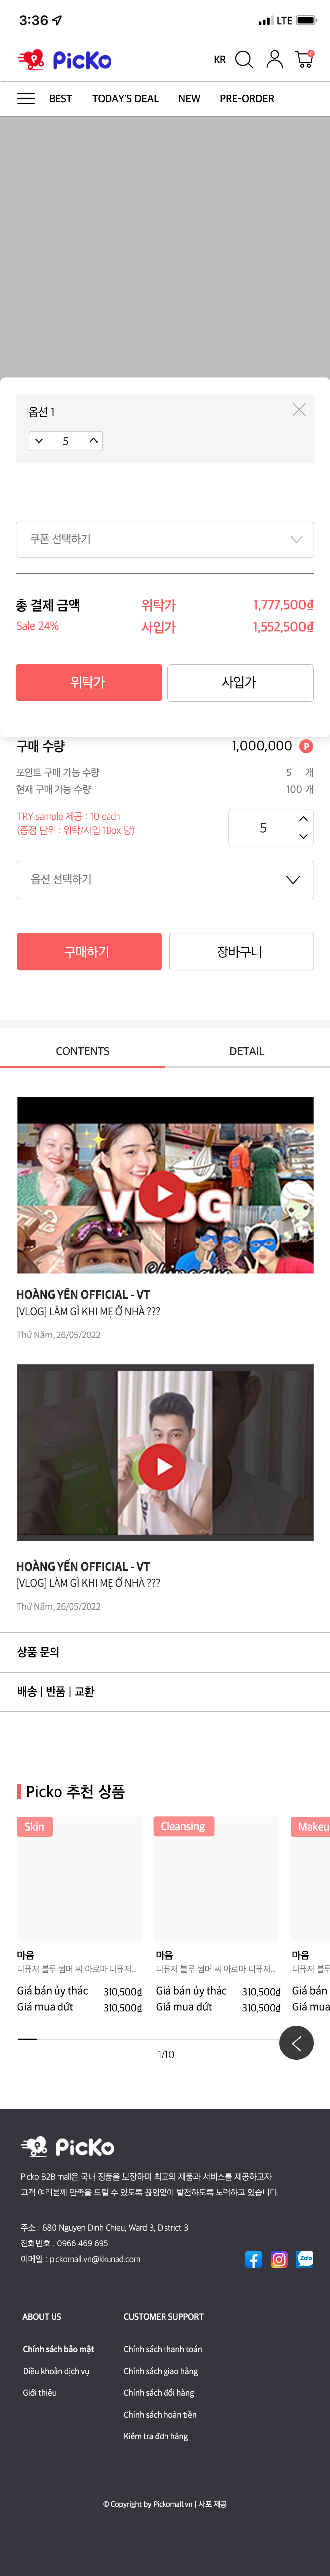 3:36
LTE
PicKo
KR
0
BEST TODAY'S DEAL NEW PRE-ORDER
옵션 1
5
쿠폰 선택하기
총 결제 금액 위탁가 1,777,500₫
Sale 24% 사입가 1,552,500₫
위탁가 사입가
구매 수량 1,000,000 P
포인트 구매 가능 수량 5 개
현재 구매 가능 수량 100 개
TRY sample 제공 : 10 each
(증정 단위 : 위탁/사입 18ox 당)
5
옵션 선택하기
구매하기 장바구니
CONTENTS DETAIL
VLOG
HOÀNG YẾN OFFICIAL - VT
[VLOG] LÀM GÌ KHI MẸ Ở NHÀ ???
Thứ Năm, 26/05/2022
HOÀNG YẾN OFFICIAL - VT
[VLOG] LÀM GÌ KHI MẸ Ở NHÀ ???
Thứ Năm, 26/05/2022
상품 문의
배송 | 반품 | 교환
Picko 추천 상품
Skin Cleansing Makeu
마음 마음 마음
디퓨저 블루 썸머 씨 아로마 디퓨저... 디퓨저 블루 썸머 씨 아로마 디퓨저... 디퓨저 블루
Giá bán ủy thác 310,500₫ Giá bán ủy thác 310,500₫ Giá bán
Giá mua đứt 310,500₫ Giá mua đứt 310,500₫ Giá mua
1/10
PicKo
Picko B2B mall은 국내 정품을 보장하며 최고의 제품과 서비스를 제공하고자
고객 여러분께 만족을 드릴 수 있도록 끊임없이 발전하도록 노력하고 있습니다.
주소 : 680 Nguyen Dinh Chieu, Ward 3, District 3
전화번호 : 0966 469 695
이메일 : pickomall.vn@kkunad.com
Zalo
ABOUT US CUSTOMER SUPPORT
Chính sách bảo mật Chính sách thanh toán
Điều khoản dịch vụ Chính sách giao hàng
Giới thiệu Chính sách đổi hàng
Chính sách hoàn tiền
Kiểm tra đơn hàng
© Copyright by Pickomall.vn | 사포 제공